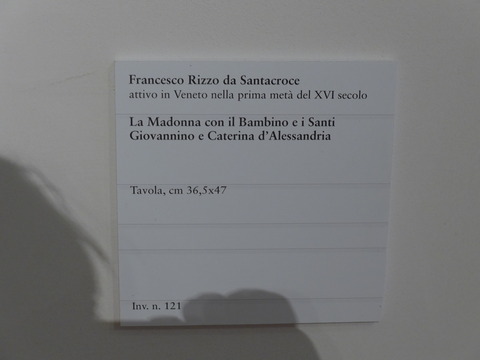 Francesco Rizzo da Santacroce
attivo in Veneto nella prima metà del XVI secolo
La Madonna con il Bambino e i Santi
Giovannino e Caterina d'Alessandria
Tavola, cm 36,5x47
Inv. n. 121